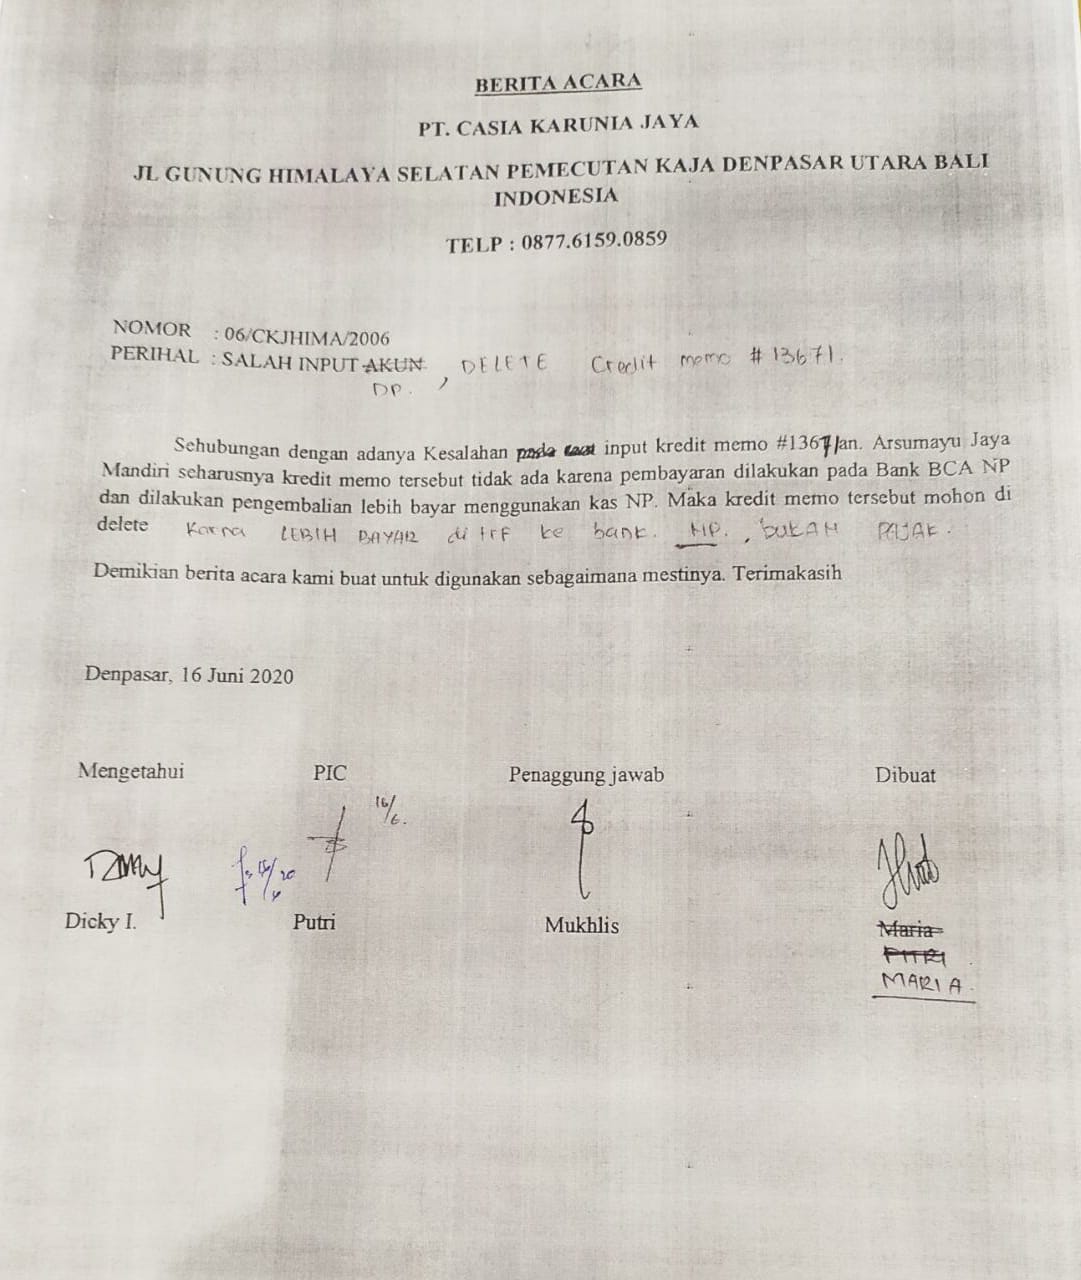 BERITA ACARA
PT. CASIA KARUNIA JAYA
JL GUNUNG HIMALAYA SELATAN PEMECUTAN KAJA DENPASAR UTARA BALI
INDONESIA
TELP : 0877.6159.0859
NOMOR : 06/CKJHIMA/2006
PERIHAL : SALAH INPUT AKUN , DELETE Credit memo #13671.
DP.
Sehubungan dengan adanya Kesalahan pada saat input kredit memo #13671/an. Arsumayu Jaya
Mandiri seharusnya kredit memo tersebut tidak ada karena pembayaran dilakukan pada Bank BCA NP
dan dilakukan pengembalian lebih bayar menggunakan kas NP. Maka kredit memo tersebut mohon di
delete Karna LEBIH BAYAR di trf ke bank. NP. , bukan PAJAK.
Demikian berita acara kami buat untuk digunakan sebagaimana mestinya. Terimakasih
Denpasar, 16 Juni 2020
Mengetahui PIC Penaggung jawab Dibuat
16/6.
Dicky I. Putri Mukhlis Maria
PITRI
MARIA.